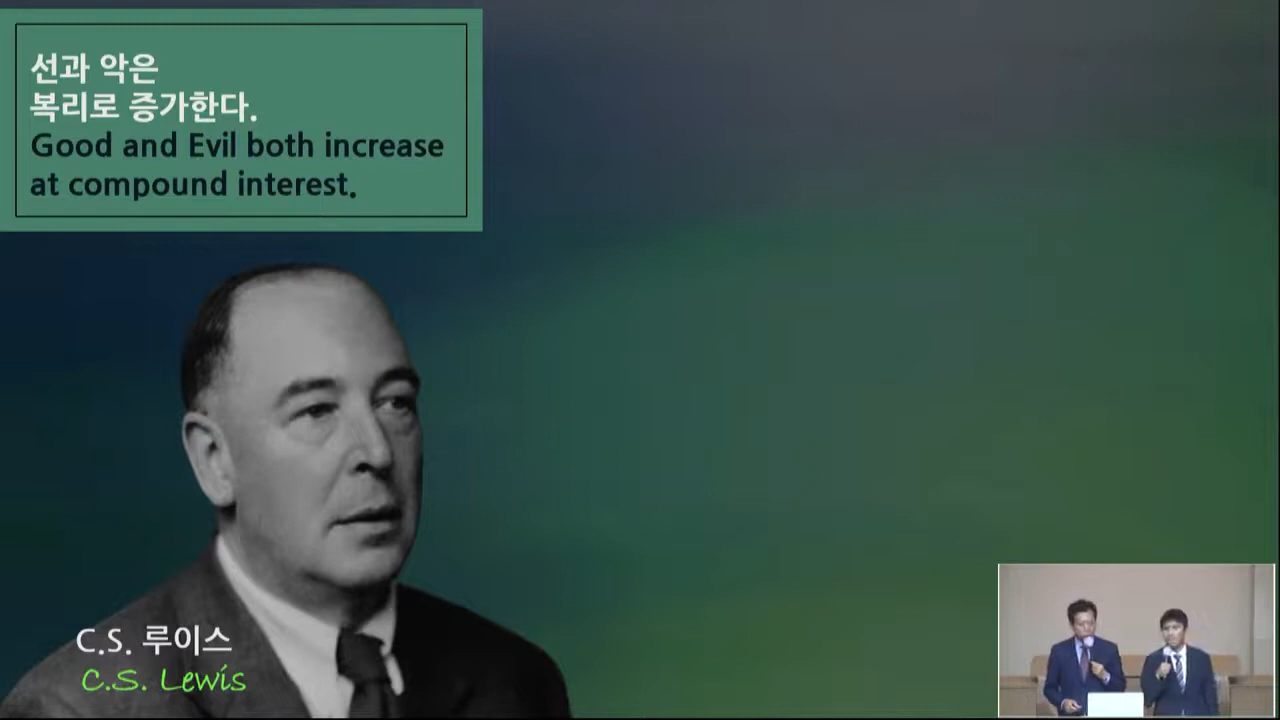 선과 악은
복리로 증가한다.
Good and Evil both increase
at compound interest.
C.S. 루이스
C.S. Lewis